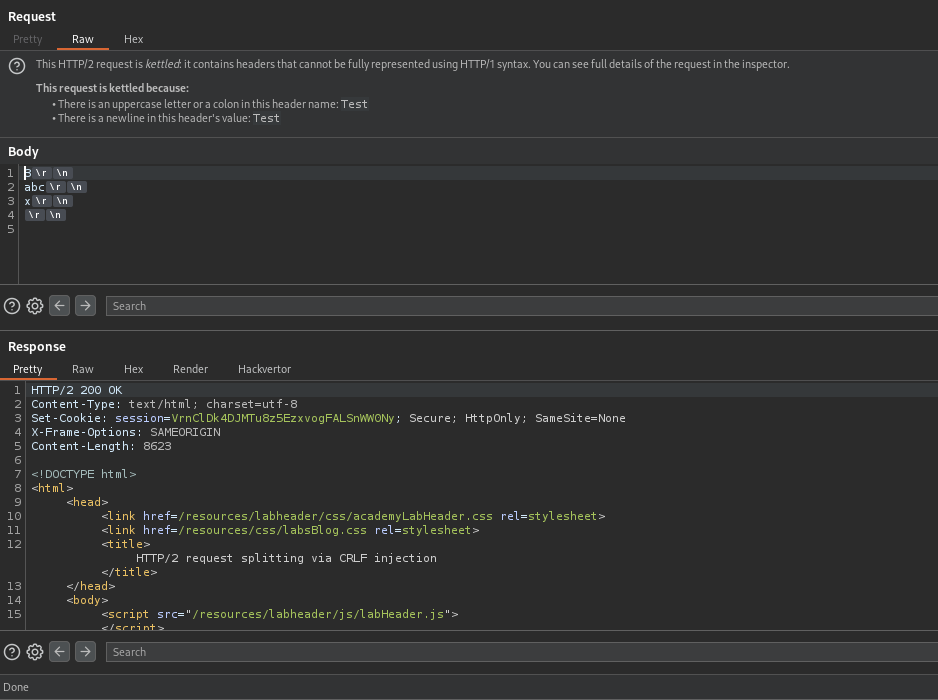 Request
Pretty Raw Hex
This HTTP/2 request is kettled: it contains headers that cannot be fully represented using HTTP/1 syntax. You can see full details of the request in the inspector.
This request is kettled because:
• There is an uppercase letter or a colon in this header name: Test
• There is a newline in this header's value: Test
Body
1 3 \r \n
2 abc \r \n
3 x \r \n
4 \r \n
5
Search
Response
Pretty Raw Hex Render Hackvertor
1 HTTP/2 200 OK
2 Content-Type: text/html; charset=utf-8
3 Set-Cookie: session=VrnClDk4DJMTu8z5EzxvogFALSnWWONy; Secure; HttpOnly; SameSite=None
4 X-Frame-Options: SAMEORIGIN
5 Content-Length: 8623
6
7 <!DOCTYPE html>
8 <html>
9 <head>
10 <link href=/resources/labheader/css/academyLabHeader.css rel=stylesheet>
11 <link href=/resources/css/labsBlog.css rel=stylesheet>
12 <title>
HTTP/2 request splitting via CRLF injection
</title>
13 </head>
14 <body>
15 <script src="/resources/labheader/js/labHeader.js">
</script>
Search
Done